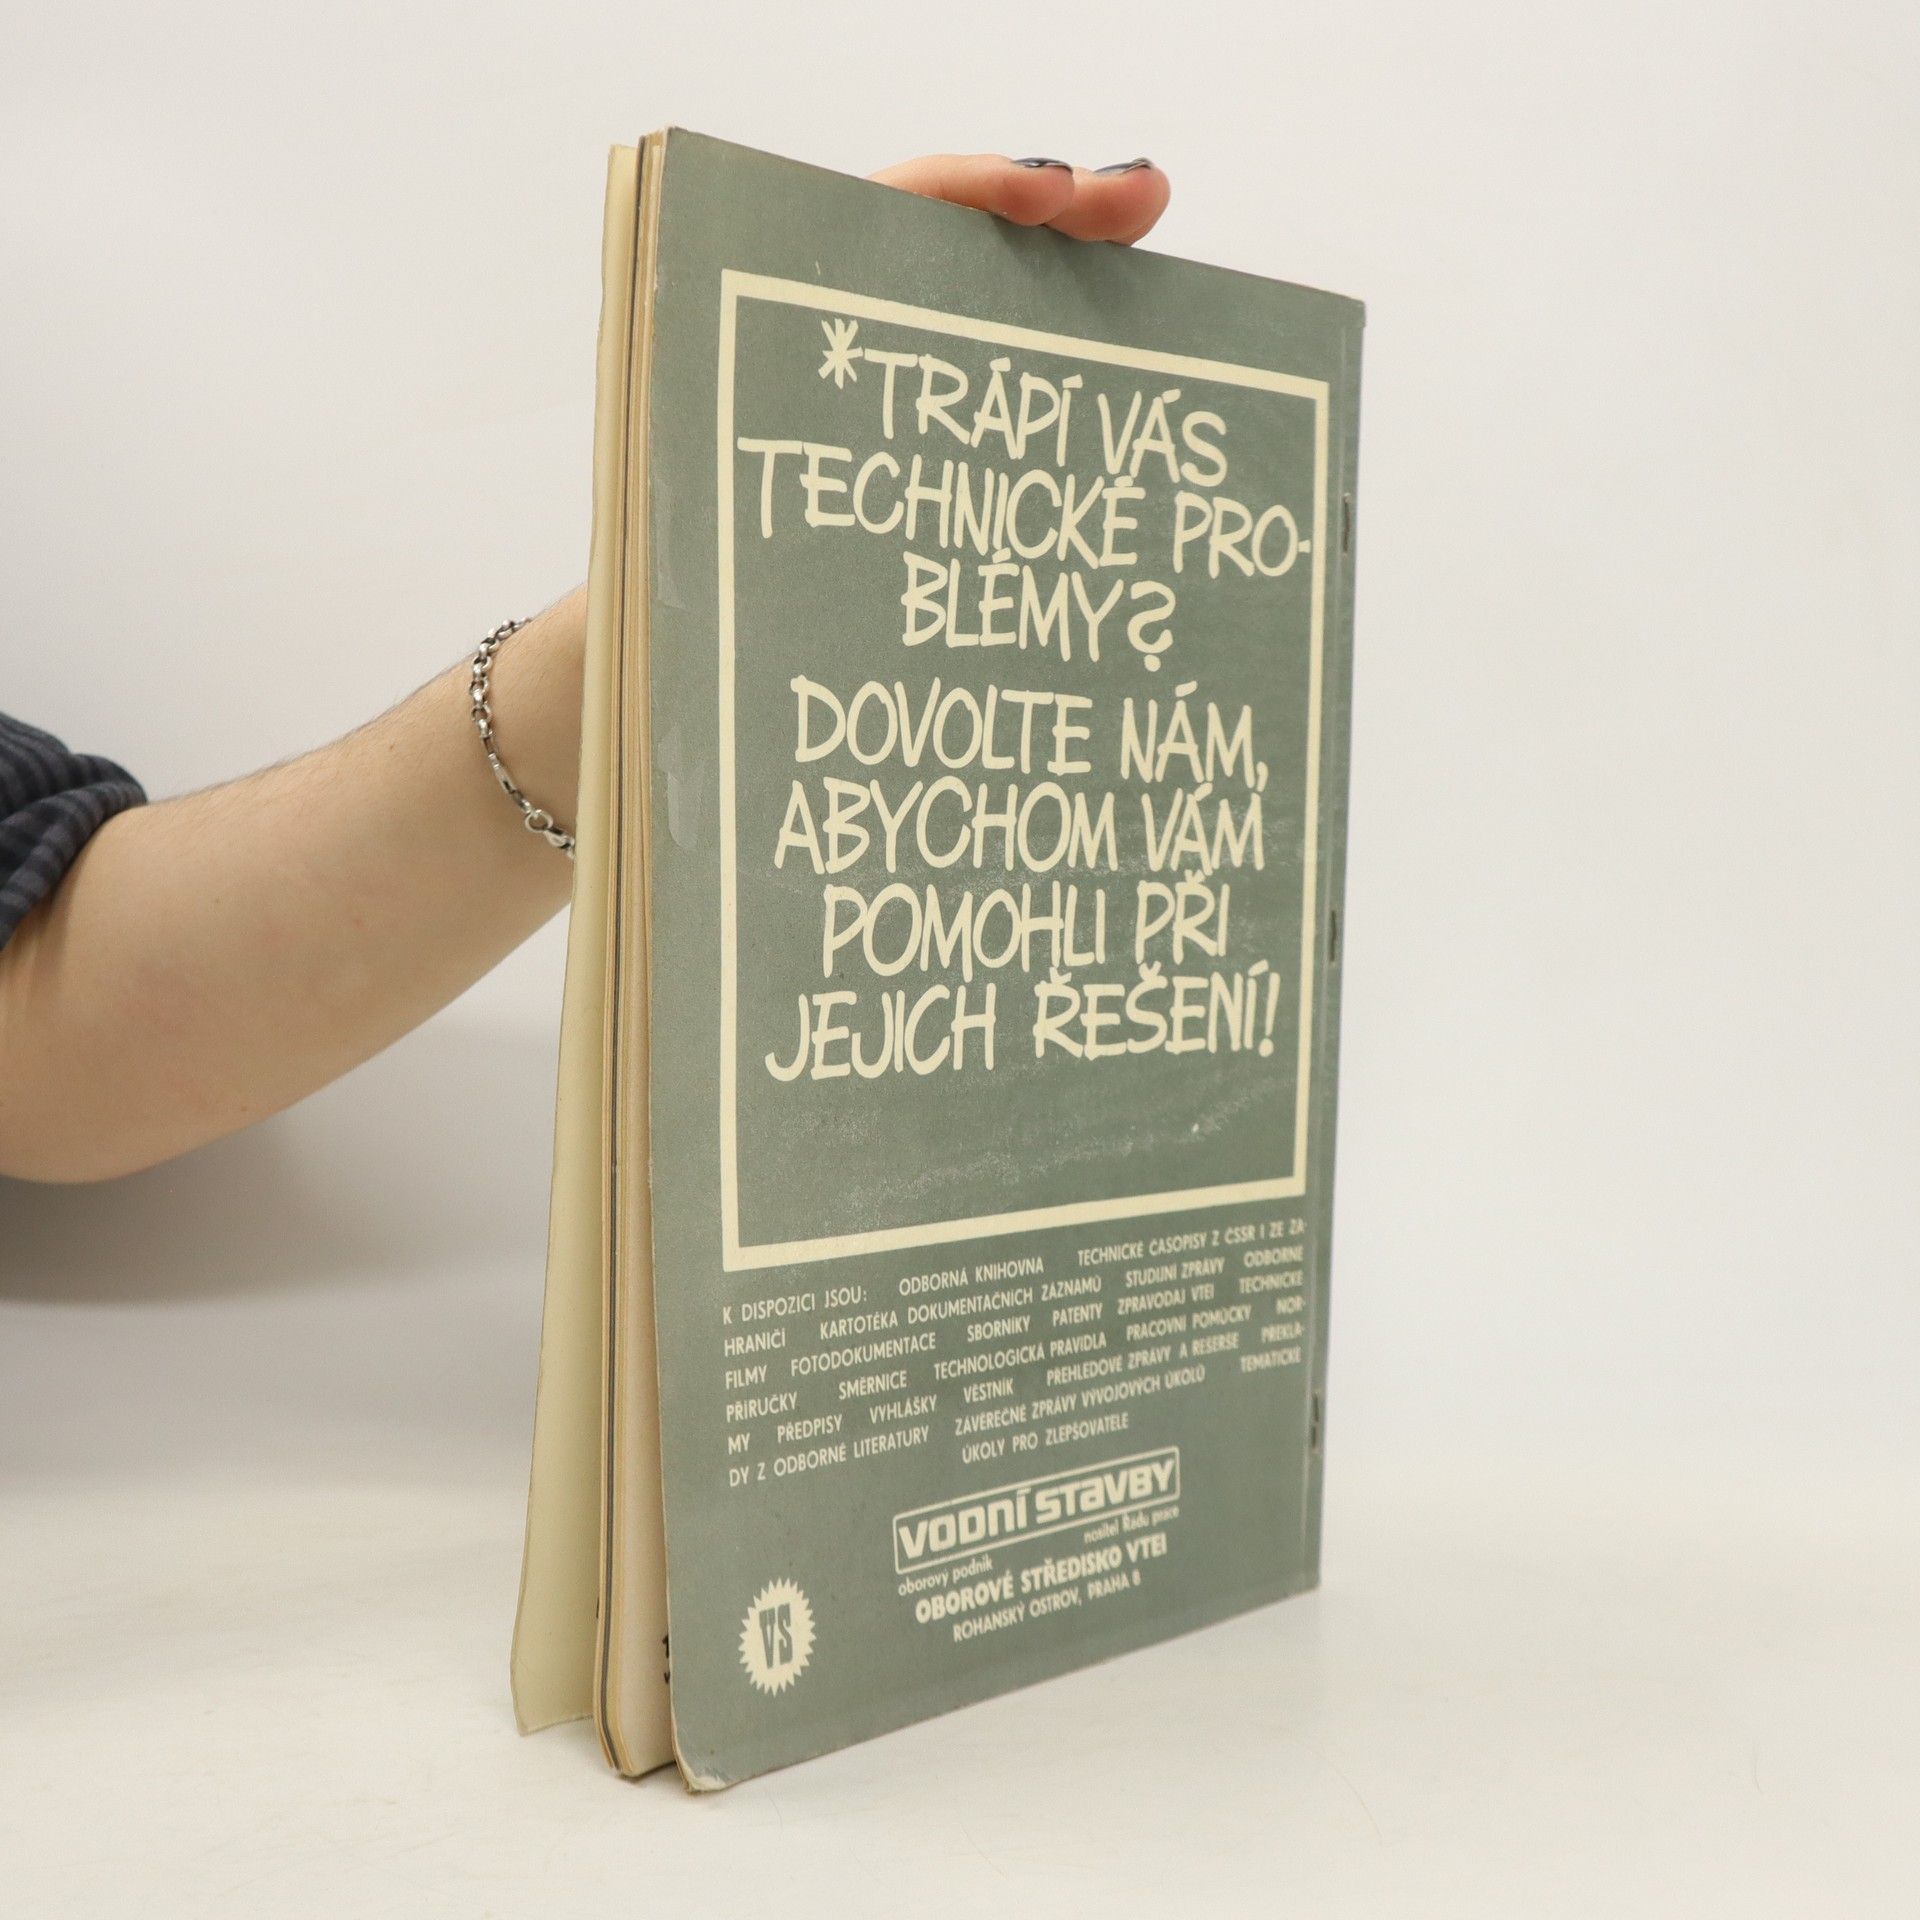 *TRÁPÍ VÁS
TECHNICKÉ PRO-
BLÉMY?
DOVOLTE NÁM,
ABYCHOM VÁM
POMOHLI PŘI
JEJICH ŘEŠENÍ!
K DISPOZICI JSOU: ODBORNÁ KNIHOVNA TECHNICKÉ ČASOPISY Z ČSSR I ZE ZA-
HRANIČÍ KARTOTÉKA DOKUMENTAČNÍCH ZÁZNAMŮ STUDIJNÍ ZPRÁVY ODBORNÉ
FILMY FOTODOKUMENTACE SBORNÍKY PATENTY ZPRAVODAJ VTEI TECHNICKÉ
PŘÍRUČKY SMĚRNICE TECHNOLOGICKÁ PRAVIDLA PRACOVNÍ POMŮCKY NOR-
MY PŘEDPISY VYHLÁŠKY VĚSTNÍK PŘEHLEDOVÉ ZPRÁVY A REŠERŠE PŘEKLA-
DY Z ODBORNÉ LITERATURY ZÁVĚREČNÉ ZPRÁVY VÝVOJOVÝCH ÚKOLŮ TEMATICKÉ
ÚKOLY PRO ZLEPŠOVATELE
VODNÍ STAVBY
oborový podnik nositel Řádu práce
OBOROVÉ STŘEDISKO VTEI
ROHANSKÝ OSTROV, PRAHA 8
VS